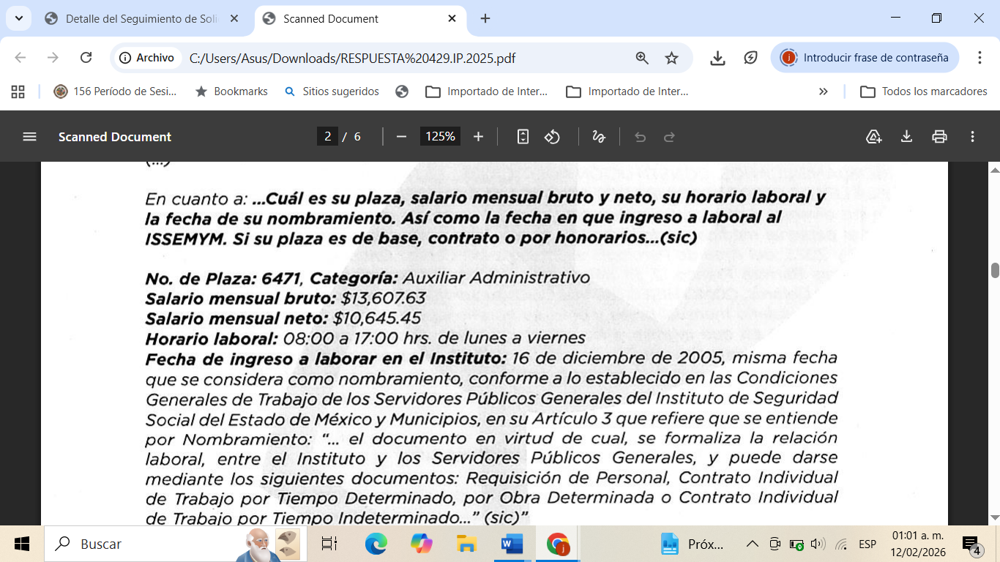 Detalle del Seguimiento de Soli
Scanned Document
Archivo
C:/Users/Asus/Downloads/RESPUESTA%20429.IP.2025.pdf
Introducir frase de contraseña
156 Período de Sesi...
Bookmarks
Sitios sugeridos
Importado de Inter...
Importado de Inter...
Todos los marcadores
Scanned Document
2 / 6
125%
(...)
En cuanto a: ...Cuál es su plaza, salario mensual bruto y neto, su horario laboral y
la fecha de su nombramiento. Así como la fecha en que ingreso a laboral al
ISSEMYM. Si su plaza es de base, contrato o por honorarios...(sic)
No. de Plaza: 6471, Categoría: Auxiliar Administrativo
Salario mensual bruto: $13,607.63
Salario mensual neto: $10,645.45
Horario laboral: 08:00 a 17:00 hrs. de lunes a viernes
Fecha de ingreso a laborar en el Instituto: 16 de diciembre de 2005, misma fecha
que se considera como nombramiento, conforme a lo establecido en las Condiciones
Generales de Trabajo de los Servidores Públicos Generales del Instituto de Seguridad
Social del Estado de México y Municipios, en su Artículo 3 que refiere que se entiende
por Nombramiento: "... el documento en virtud de cual, se formaliza la relación
laboral, entre el Instituto y los Servidores Públicos Generales, y puede darse
mediante los siguientes documentos: Requisición de Personal, Contrato Individual
de Trabajo por Tiempo Determinado, por Obra Determinada o Contrato Individual
de Trabajo por Tiempo Indeterminado..." (sic)"
Buscar
Próx...
ESP
01:01 a. m.
12/02/2026
4